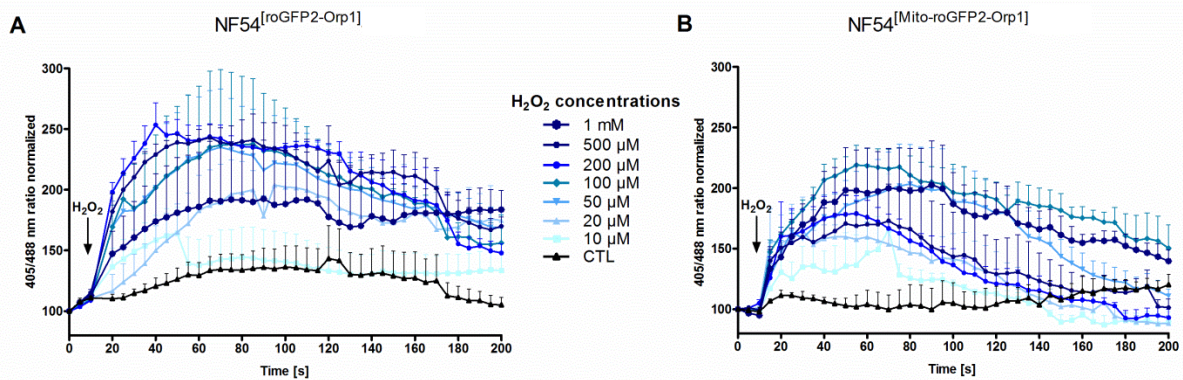 A
NF54[roGFP2-Orp1]
405/488 nm ratio normalized
300
250
200
150
100
H2O2
0 20 40 60 80 100 120 140 160 180 200
Time [s]
H₂O₂ concentrations
1 mM
500 µM
200 µM
100 µM
50 µM
20 µM
10 µM
CTL
B
NF54[Mito-roGFP2-Orp1]
405/488 nm ratio normalized
300
250
200
150
100
H₂O₂
0 20 40 60 80 100 120 140 160 180 200
Time [s]